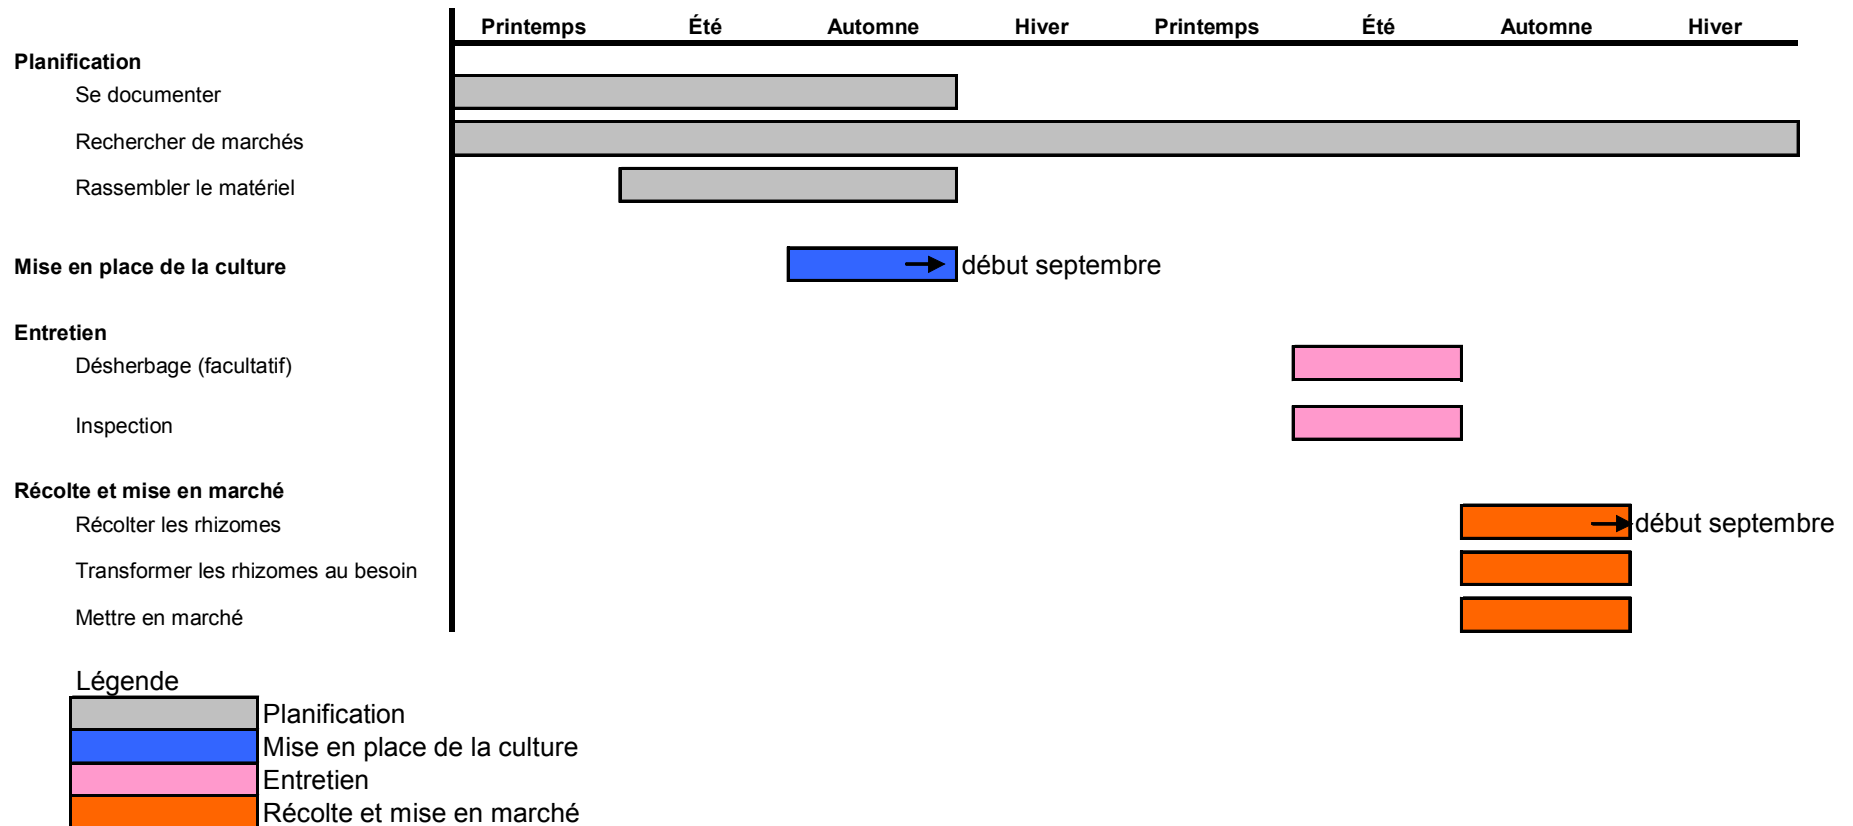 Printemps Été Automne Hiver Printemps Été Automne Hiver
Planification
Se documenter
Rechercher de marchés
Rassembler le matériel
Mise en place de la culture début septembre
Entretien
Désherbage (facultatif)
Inspection
Récolte et mise en marché
Récolter les rhizomes début septembre
Transformer les rhizomes au besoin
Mettre en marché
Légende
Planification
Mise en place de la culture
Entretien
Récolte et mise en marché